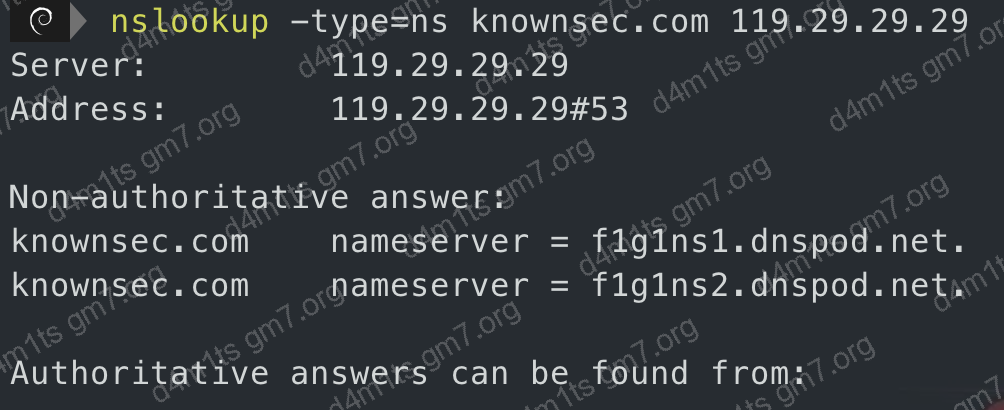 nslookup -type=ns knownsec.com 119.29.29.29
Server: 119.29.29.29
Address: 119.29.29.29#53
Non-authoritative answer:
knownsec.com nameserver = f1g1ns1.dnspod.net.
knownsec.com nameserver = f1g1ns2.dnspod.net.
Authoritative answers can be found from:
d4m1ts gm7.org